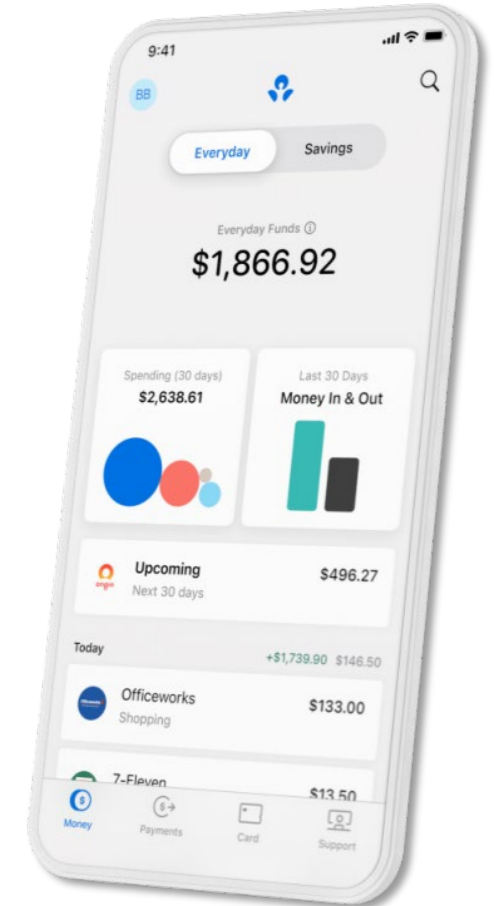 9:41
BB
Everyday Savings
Everyday Funds ⓘ
$1,866.92
Spending (30 days)
$2,638.61
Last 30 Days
Money In & Out
origin
Upcoming
$496.27
Next 30 days
Today
+$1,739.90 $146.50
Officeworks
$133.00
Shopping
7-Eleven
$13.50
Money Payments Card Support